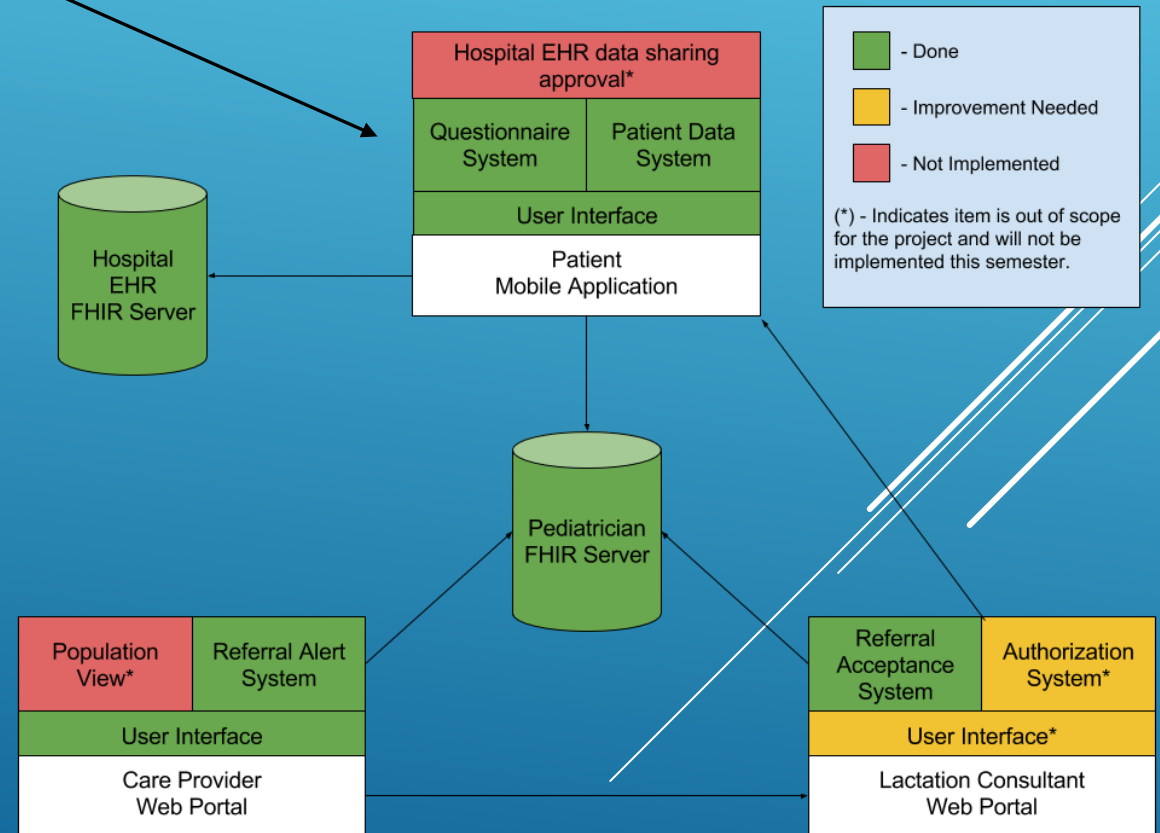 Hospital EHR data sharing
approval*
Questionnaire
System
Patient Data
System
User Interface
Patient
Mobile Application
- Done
- Improvement Needed
- Not Implemented
(*) - Indicates item is out of scope
for the project and will not be
implemented this semester.
Hospital
EHR
FHIR Server
Pediatrician
FHIR Server
Population
View*
Referral Alert
System
User Interface
Care Provider
Web Portal
Referral
Acceptance
System
Authorization
System*
User Interface*
Lactation Consultant
Web Portal